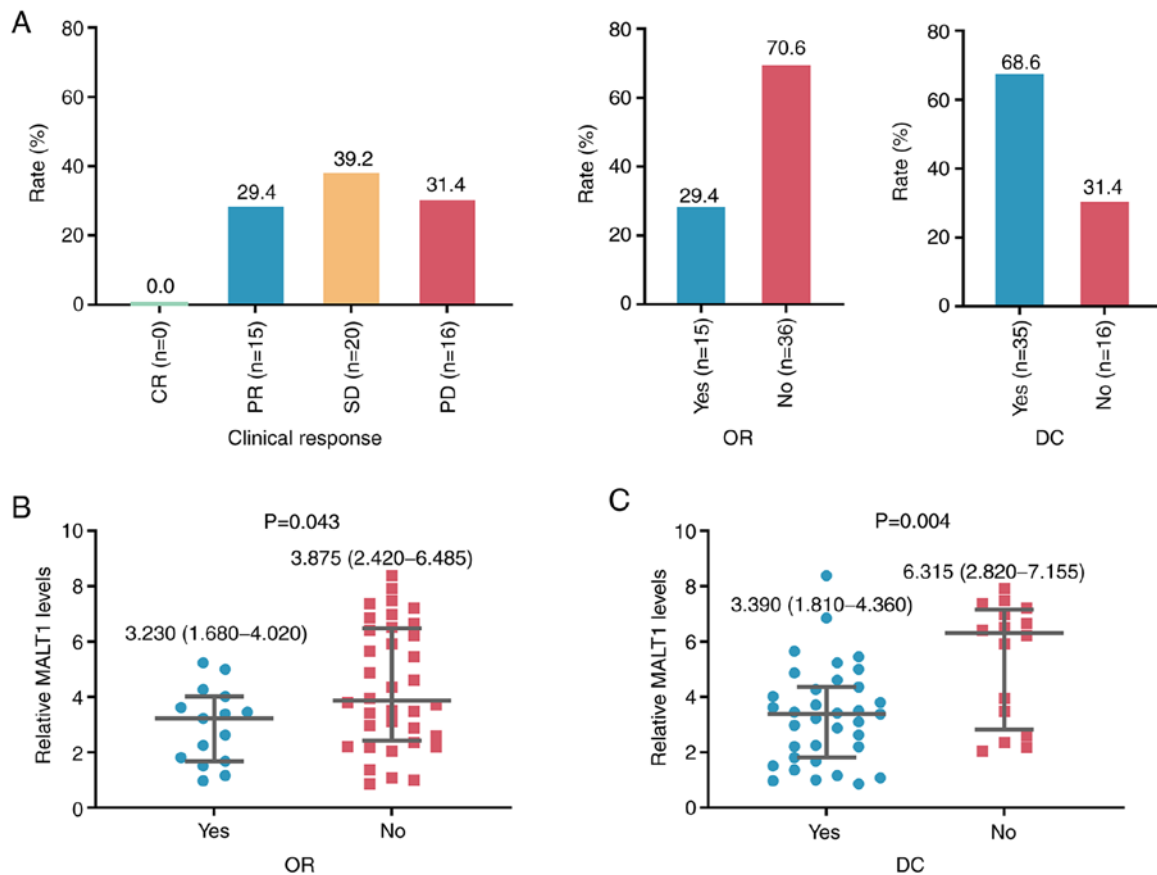 A
80
60
40
20
0
Rate (%)
0.0
29.4
39.2
31.4
CR (n=0)
PR (n=15)
SD (n=20)
PD (n=16)
Clinical response
80
60
40
20
0
Rate (%)
29.4
70.6
Yes (n=15)
No (n=36)
OR
80
60
40
20
0
Rate (%)
68.6
31.4
Yes (n=35)
No (n=16)
DC
B
P=0.043
10
8
6
4
2
0
Relative MALT1 levels
3.230 (1.680–4.020)
3.875 (2.420–6.485)
Yes
No
OR
C
P=0.004
10
8
6
4
2
0
Relative MALT1 levels
3.390 (1.810–4.360)
6.315 (2.820–7.155)
Yes
No
DC